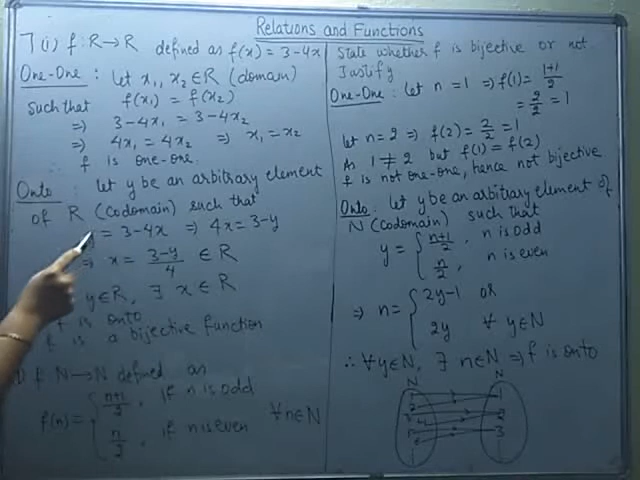 Relations and Functions
7 (i) f: R→R defined as f(x) = 3-4x
One-One : let x₁, x₂ ∈ R (domain)
such that f(x₁) = f(x₂)
⇒ 3-4x₁ = 3-4x₂
⇒ 4x₁ = 4x₂ ⇒ x₁ = x₂
∴ f is one-one.
Onto : let y be an arbitrary element
of R (Codomain) such that
= 3-4x ⇒ 4x = 3-y
⇒ x = (3-y)/4 ∈ R
y∈R, ∃ x ∈ R
f is onto
f is a bijective function
f N→N defined as
f(n) = { (n+1)/2, if n is odd
n/2, if n is even ∀n∈N
State whether f is bijective or not
Justify
One-One : let n = 1 ⇒ f(1) = (1+1)/2
= 2/2 = 1
let n = 2 ⇒ f(2) = 2/2 = 1
As 1 ≠ 2 but f(1) = f(2)
f is not one-one, hence not bijective
Onto : let y be an arbitrary element of
N (Codomain) such that
y = { (n+1)/2, n is odd
n/2, n is even
⇒ n = { 2y-1 or
2y ∀ y∈N
∴ ∀y∈N, ∃ n∈N ⇒ f is onto
N N
1 1
2 2
3
4 3